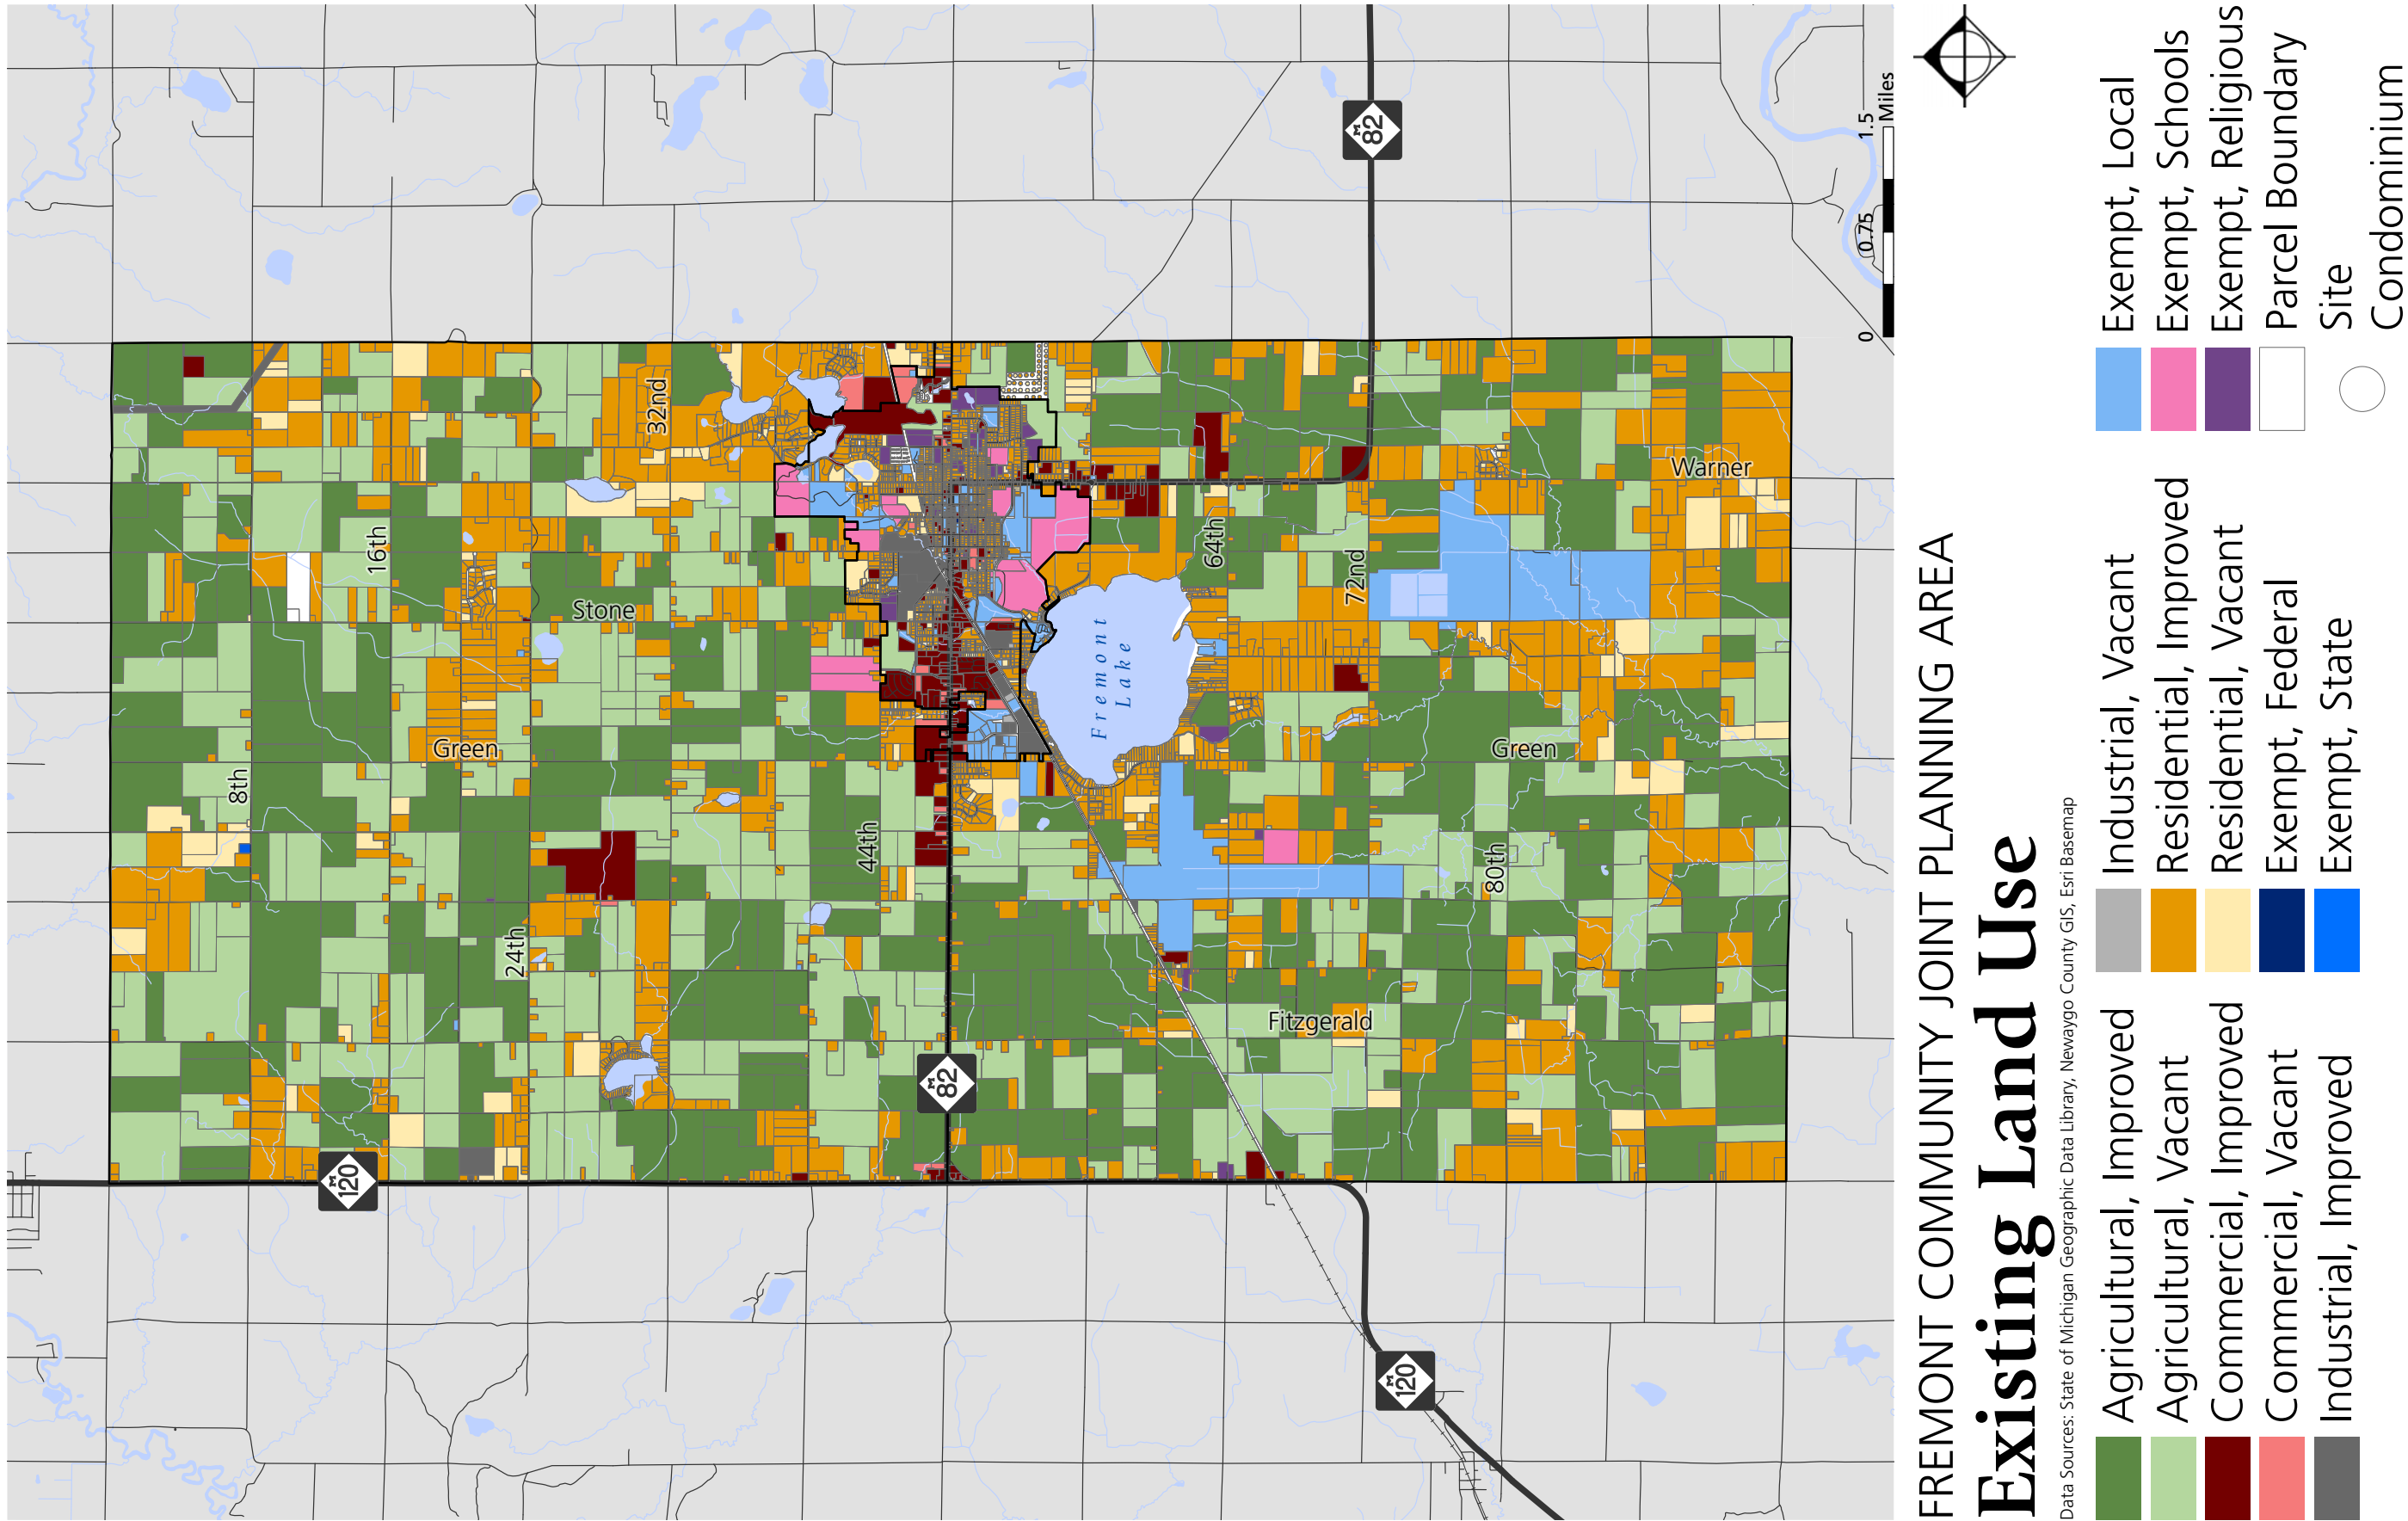 FREMONT COMMUNITY JOINT PLANNING AREA
Existing Land Use
Data Sources: State of Michigan Geographic Data Library, Newaygo County GIS, Esri Basemap
Agricultural, Improved
Agricultural, Vacant
Commercial, Improved
Commercial, Vacant
Industrial, Improved
Industrial, Vacant
Residential, Improved
Residential, Vacant
Exempt, Federal
Exempt, State
Exempt, Local
Exempt, Schools
Exempt, Religious
Parcel Boundary
Site
Condominium
0 0.75 1.5
Miles
8th
16th
24th
32nd
44th
64th
72nd
80th
Stone
Green
Green
Warner
Fitzgerald
Fremont
Lake
M
120
M
82
M
82
M
120